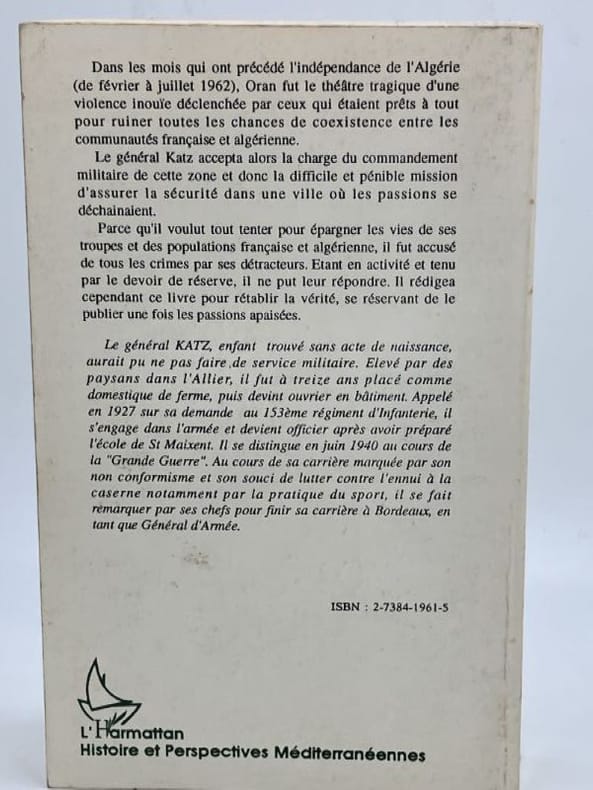 Dans les mois qui ont précédé l'indépendance de l'Algérie
(de février à juillet 1962), Oran fut le théâtre tragique d'une
violence inouïe déclenchée par ceux qui étaient prêts à tout
pour ruiner toutes les chances de coexistence entre les
communautés française et algérienne.
Le général Katz accepta alors la charge du commandement
militaire de cette zone et donc la difficile et pénible mission
d'assurer la sécurité dans une ville où les passions se
déchainaient.
Parce qu'il voulut tout tenter pour épargner les vies de ses
troupes et des populations française et algérienne, il fut accusé
de tous les crimes par ses détracteurs. Etant en activité et tenu
par le devoir de réserve, il ne put leur répondre. Il rédigea
cependant ce livre pour rétablir la vérité, se réservant de le
publier une fois les passions apaisées.
Le général KATZ, enfant trouvé sans acte de naissance,
aurait pu ne pas faire de service militaire. Elevé par des
paysans dans l'Allier, il fut à treize ans placé comme
domestique de ferme, puis devint ouvrier en bâtiment. Appelé
en 1927 sur sa demande au 153ème régiment d'Infanterie, il
s'engage dans l'armée et devient officier après avoir préparé
l'école de St Maixent. Il se distingue en juin 1940 au cours de
la "Grande Guerre". Au cours de sa carrière marquée par son
non conformisme et son souci de lutter contre l'ennui à la
caserne notamment par la pratique du sport, il se fait
remarquer par ses chefs pour finir sa carrière à Bordeaux, en
tant que Général d'Armée.
ISBN : 2-7384-1961-5
L'Harmattan
Histoire et Perspectives Méditerranéennes